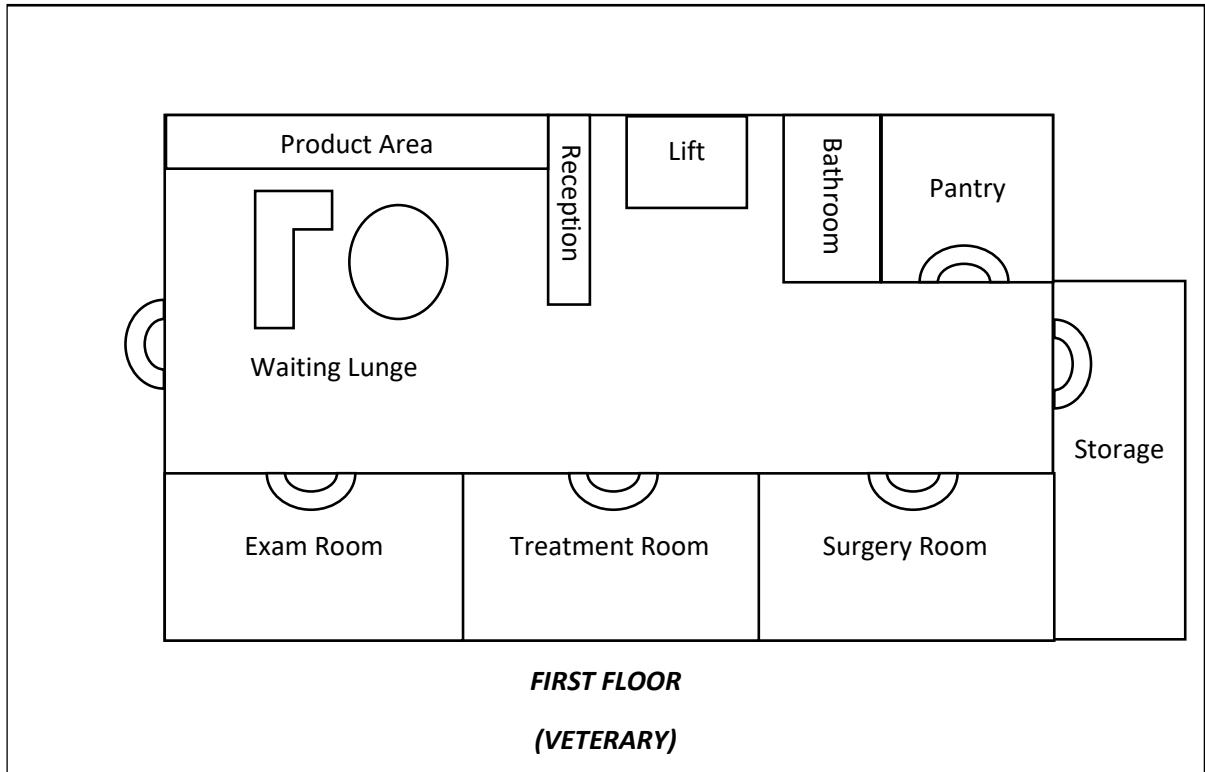 Product Area
Reception
Lift
Bathroom
Pantry
Waiting Lunge
Storage
Exam Room
Treatment Room
Surgery Room
FIRST FLOOR
(VETERARY)